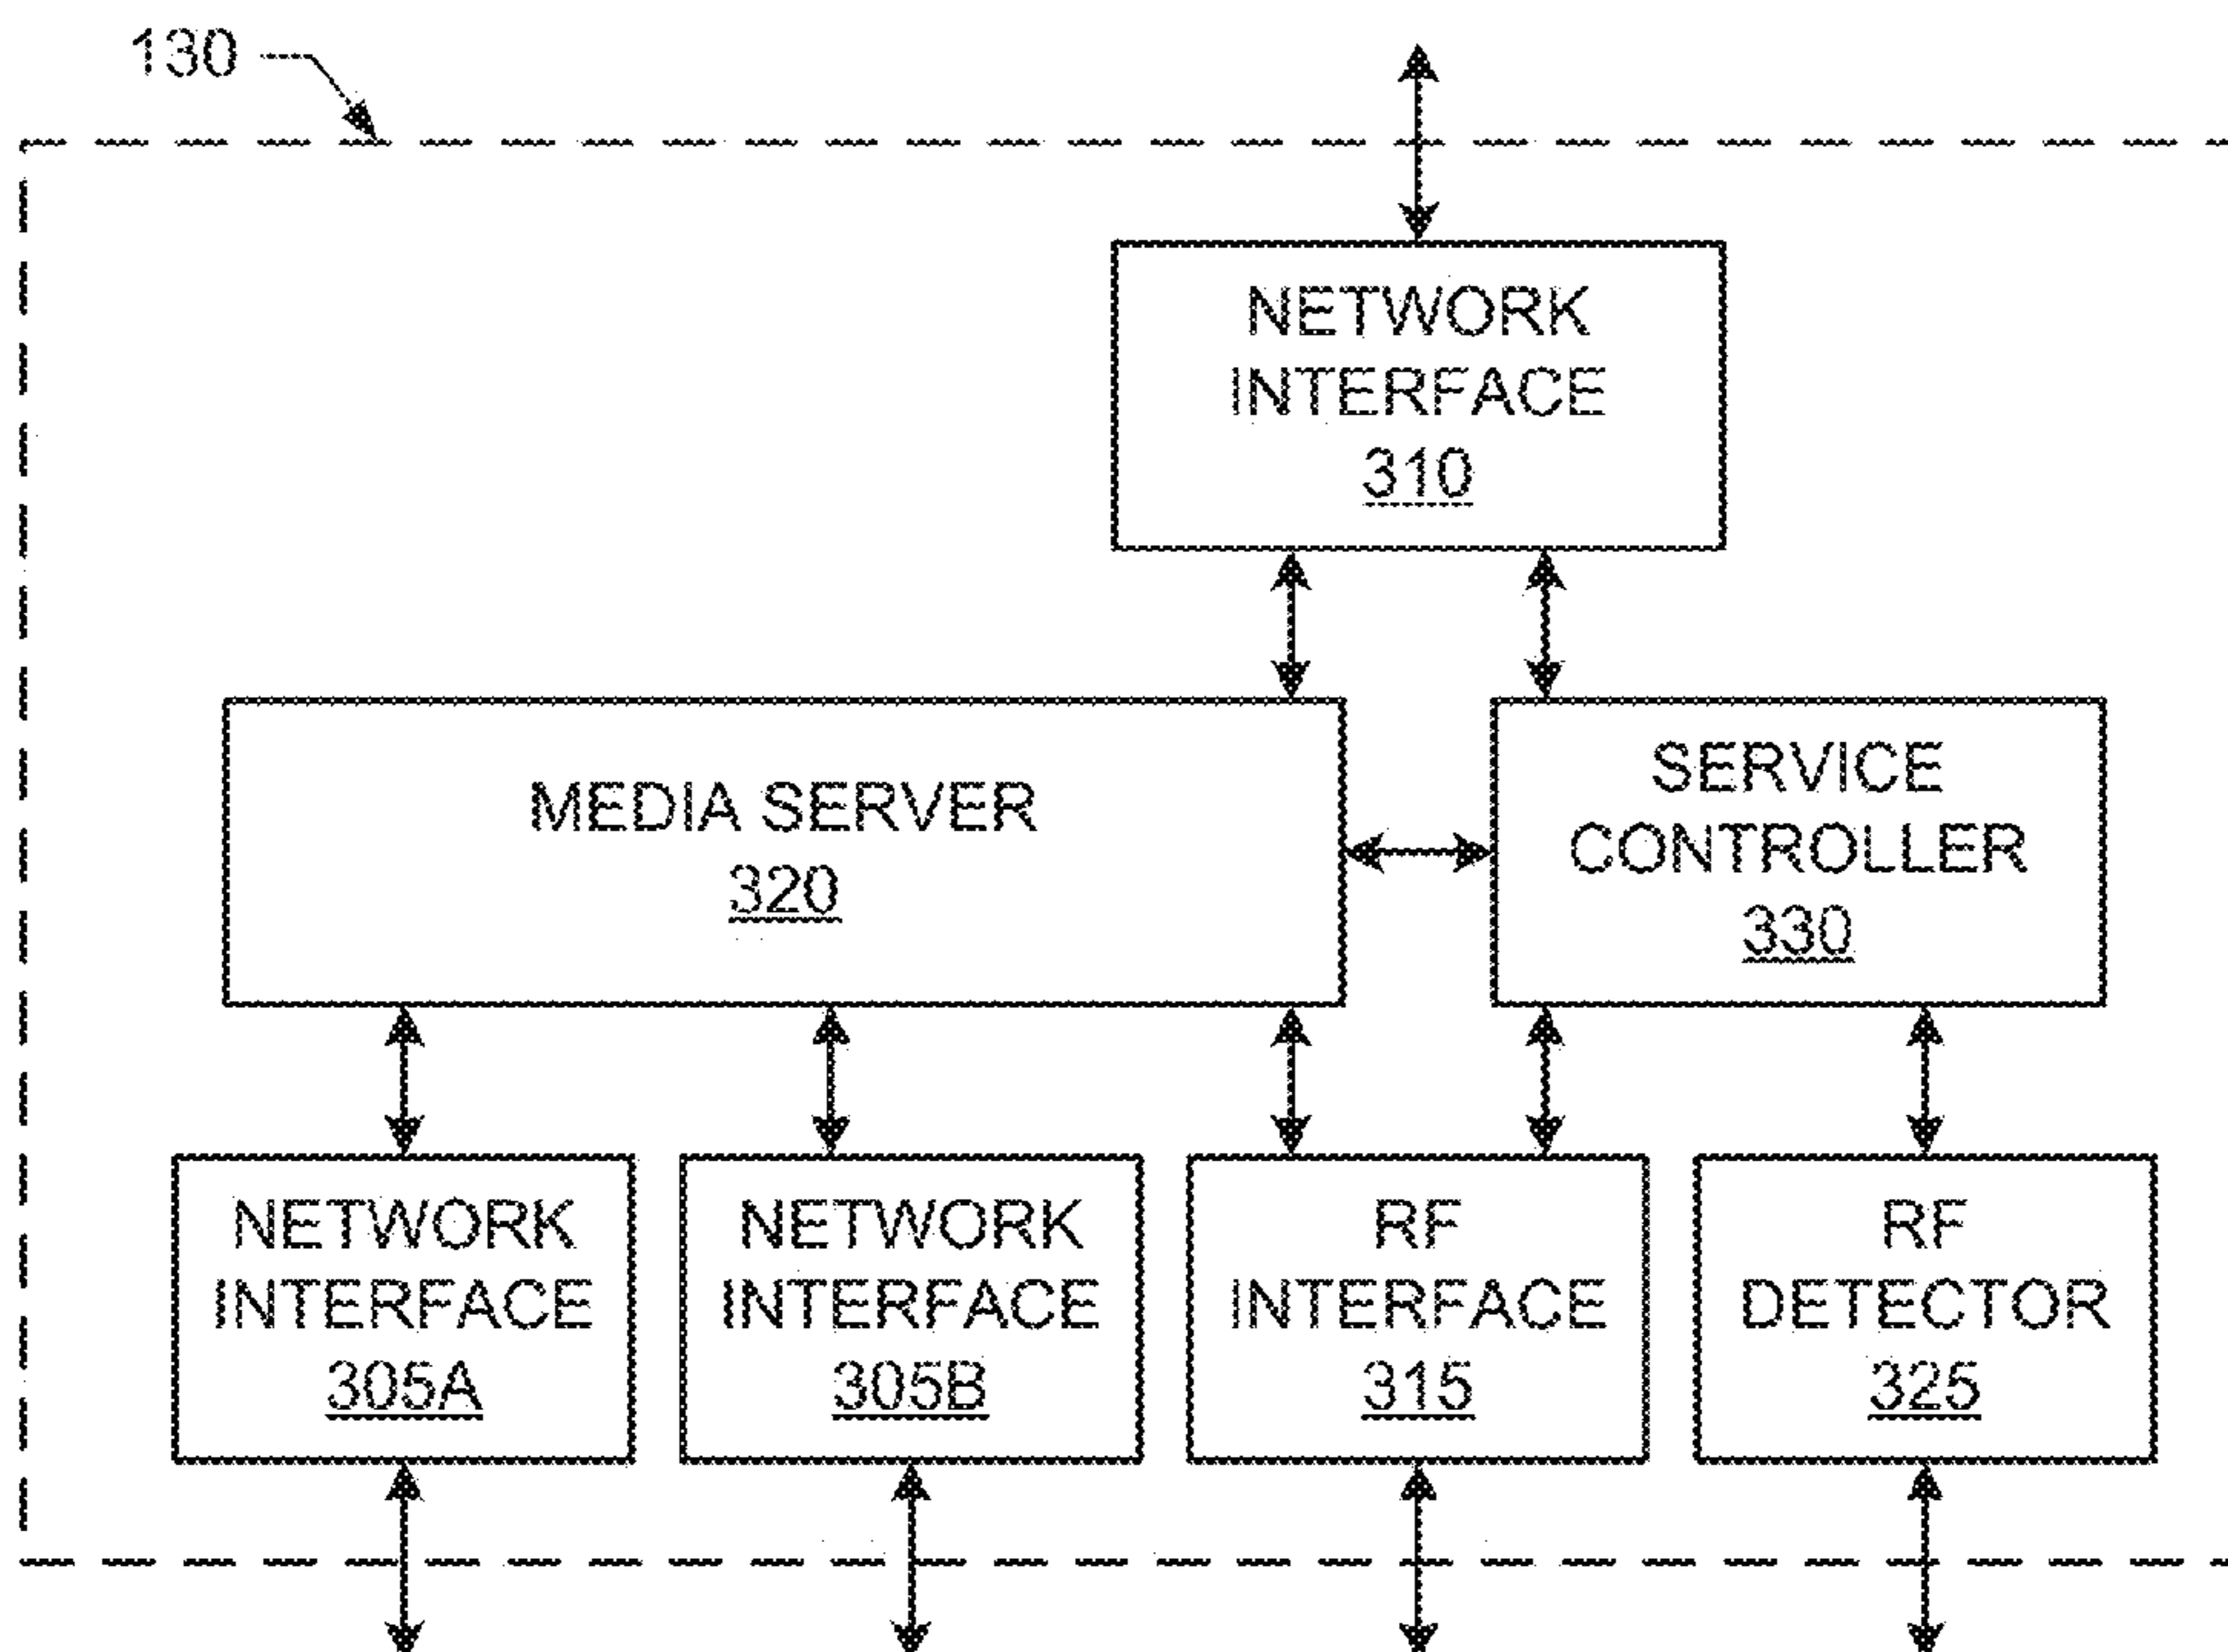 130
NETWORK
INTERFACE
310
MEDIA SERVER
320
SERVICE
CONTROLLER
330
NETWORK
INTERFACE
305A
NETWORK
INTERFACE
305B
RF
INTERFACE
315
RF
DETECTOR
325